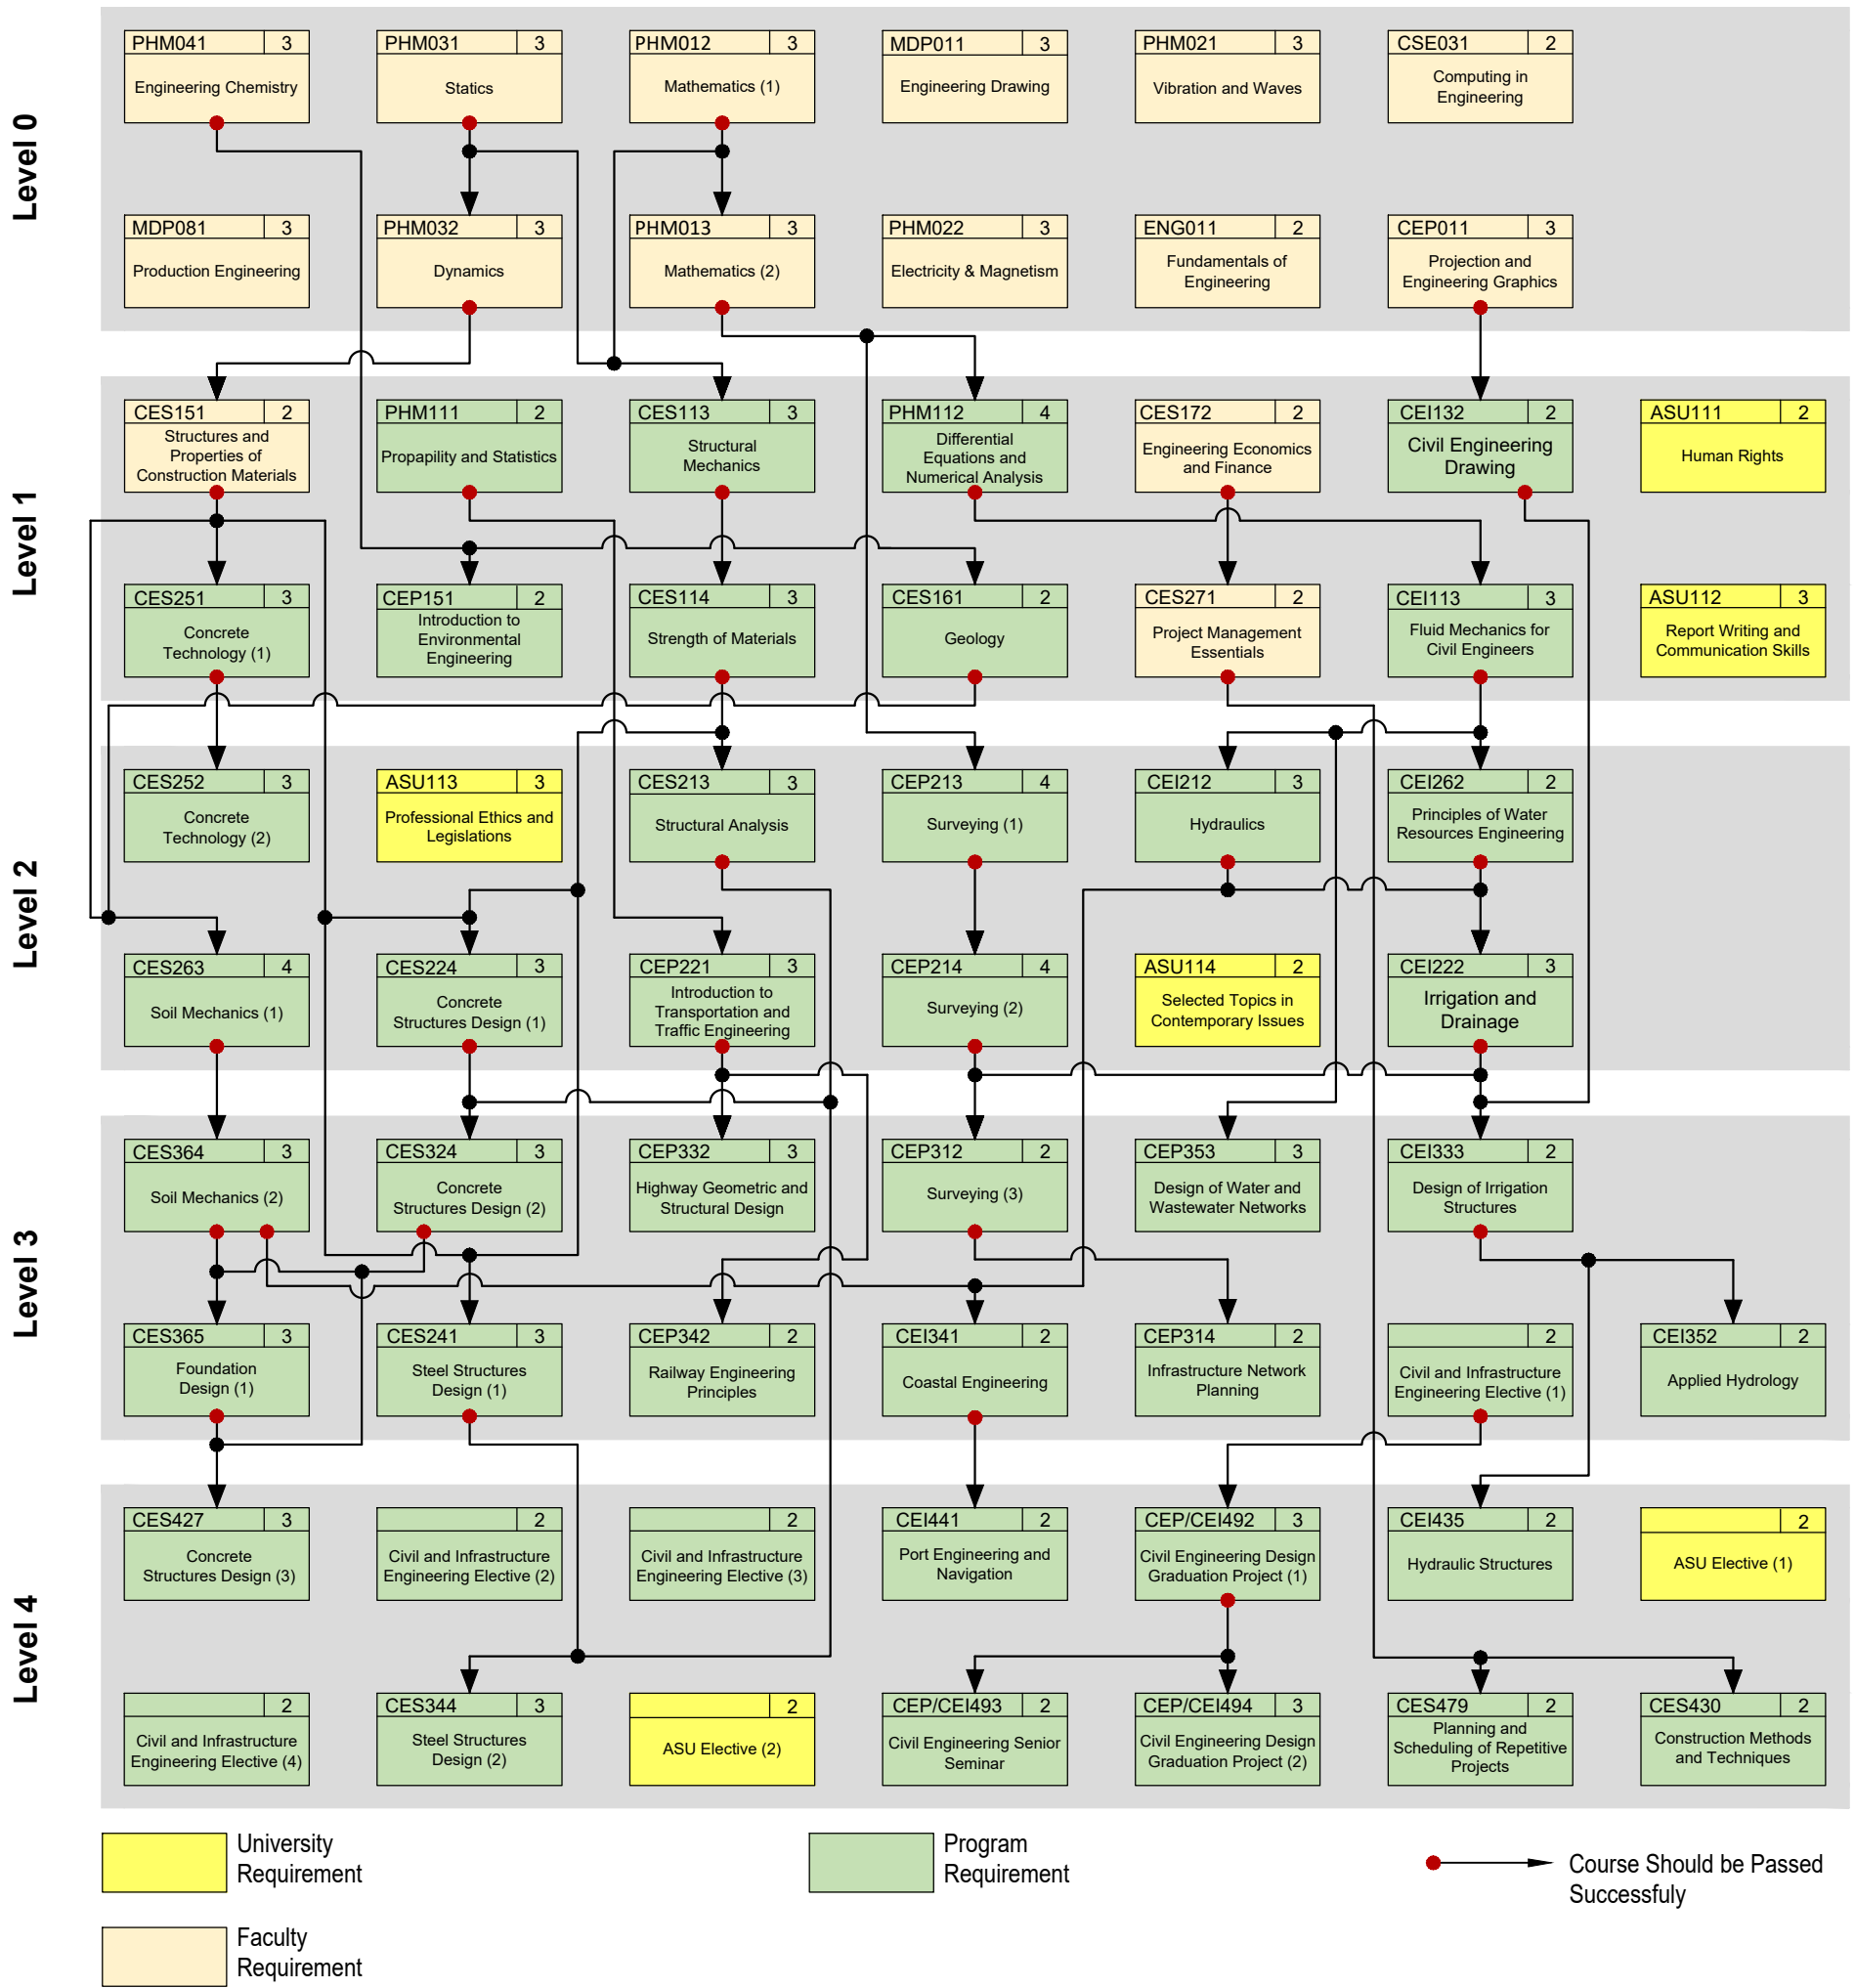 Level 0
PHM041 3
Engineering Chemistry
PHM031 3
Statics
PHM012 3
Mathematics (1)
MDP011 3
Engineering Drawing
PHM021 3
Vibration and Waves
CSE031 2
Computing in
Engineering
MDP081 3
Production Engineering
PHM032 3
Dynamics
PHM013 3
Mathematics (2)
PHM022 3
Electricity & Magnetism
ENG011 2
Fundamentals of
Engineering
CEP011 3
Projection and
Engineering Graphics
Level 1
CES151 2
Structures and
Properties of
Construction Materials
PHM111 2
Propapility and Statistics
CES113 3
Structural
Mechanics
PHM112 4
Differential
Equations and
Numerical Analysis
CES172 2
Engineering Economics
and Finance
CEI132 2
Civil Engineering
Drawing
ASU111 2
Human Rights
CES251 3
Concrete
Technology (1)
CEP151 2
Introduction to
Environmental
Engineering
CES114 3
Strength of Materials
CES161 2
Geology
CES271 2
Project Management
Essentials
CEI113 3
Fluid Mechanics for
Civil Engineers
ASU112 3
Report Writing and
Communication Skills
Level 2
CES252 3
Concrete
Technology (2)
ASU113 3
Professional Ethics and
Legislations
CES213 3
Structural Analysis
CEP213 4
Surveying (1)
CEI212 3
Hydraulics
CEI262 2
Principles of Water
Resources Engineering
CES263 4
Soil Mechanics (1)
CES224 3
Concrete
Structures Design (1)
CEP221 3
Introduction to
Transportation and
Traffic Engineering
CEP214 4
Surveying (2)
ASU114 2
Selected Topics in
Contemporary Issues
CEI222 3
Irrigation and
Drainage
Level 3
CES364 3
Soil Mechanics (2)
CES324 3
Concrete
Structures Design (2)
CEP332 3
Highway Geometric and
Structural Design
CEP312 2
Surveying (3)
CEP353 3
Design of Water and
Wastewater Networks
CEI333 2
Design of Irrigation
Structures
CES365 3
Foundation
Design (1)
CES241 3
Steel Structures
Design (1)
CEP342 2
Railway Engineering
Principles
CEI341 2
Coastal Engineering
CEP314 2
Infrastructure Network
Planning
2
Civil and Infrastructure
Engineering Elective (1)
CEI352 2
Applied Hydrology
Level 4
CES427 3
Concrete
Structures Design (3)
2
Civil and Infrastructure
Engineering Elective (2)
2
Civil and Infrastructure
Engineering Elective (3)
CEI441 2
Port Engineering and
Navigation
CEP/CEI492 3
Civil Engineering Design
Graduation Project (1)
CEI435 2
Hydraulic Structures
2
ASU Elective (1)
2
Civil and Infrastructure
Engineering Elective (4)
CES344 3
Steel Structures
Design (2)
2
ASU Elective (2)
CEP/CEI493 2
Civil Engineering Senior
Seminar
CEP/CEI494 3
Civil Engineering Design
Graduation Project (2)
CES479 2
Planning and
Scheduling of Repetitive
Projects
CES430 2
Construction Methods
and Techniques
University
Requirement
Program
Requirement
Course Should be Passed
Successfuly
Faculty
Requirement